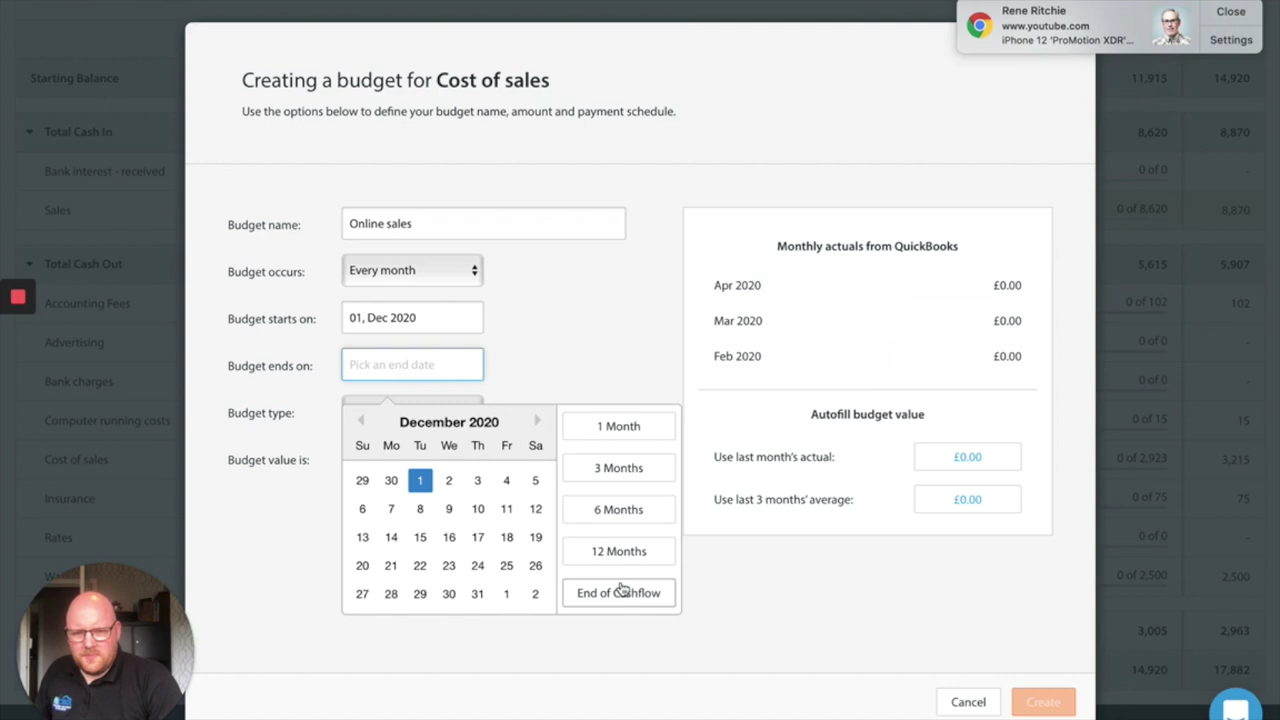 Rene Ritchie
www.youtube.com
iPhone 12 'ProMotion XDR'...
Close
Settings
Creating a budget for Cost of sales
Use the options below to define your budget name, amount and payment schedule.
Starting Balance
11,915 14,920
Total Cash In
8,620 8,870
Bank interest - received
0 of 0 -
Sales
0 of 8,620 8,870
Total Cash Out
5,615 5,907
Accounting Fees
0 of 102 102
Advertising
0 of 0 -
Bank charges
0 of 0 -
Computer running costs
0 of 15 15
Cost of sales
0 of 2,923 3,215
Insurance
0 of 75 75
Rates
0 of 0 -
0 of 2,500 2,500
3,005 2,963
14,920 17,882
Budget name: Online sales
Budget occurs: Every month
Budget starts on: 01, Dec 2020
Budget ends on: Pick an end date
Budget type:
Budget value is:
December 2020
Su Mo Tu We Th Fr Sa
29 30 1 2 3 4 5
6 7 8 9 10 11 12
13 14 15 16 17 18 19
20 21 22 23 24 25 26
27 28 29 30 31 1 2
1 Month
3 Months
6 Months
12 Months
End of Cashflow
Monthly actuals from QuickBooks
Apr 2020 £0.00
Mar 2020 £0.00
Feb 2020 £0.00
Autofill budget value
Use last month's actual: £0.00
Use last 3 months' average: £0.00
Cancel
Create